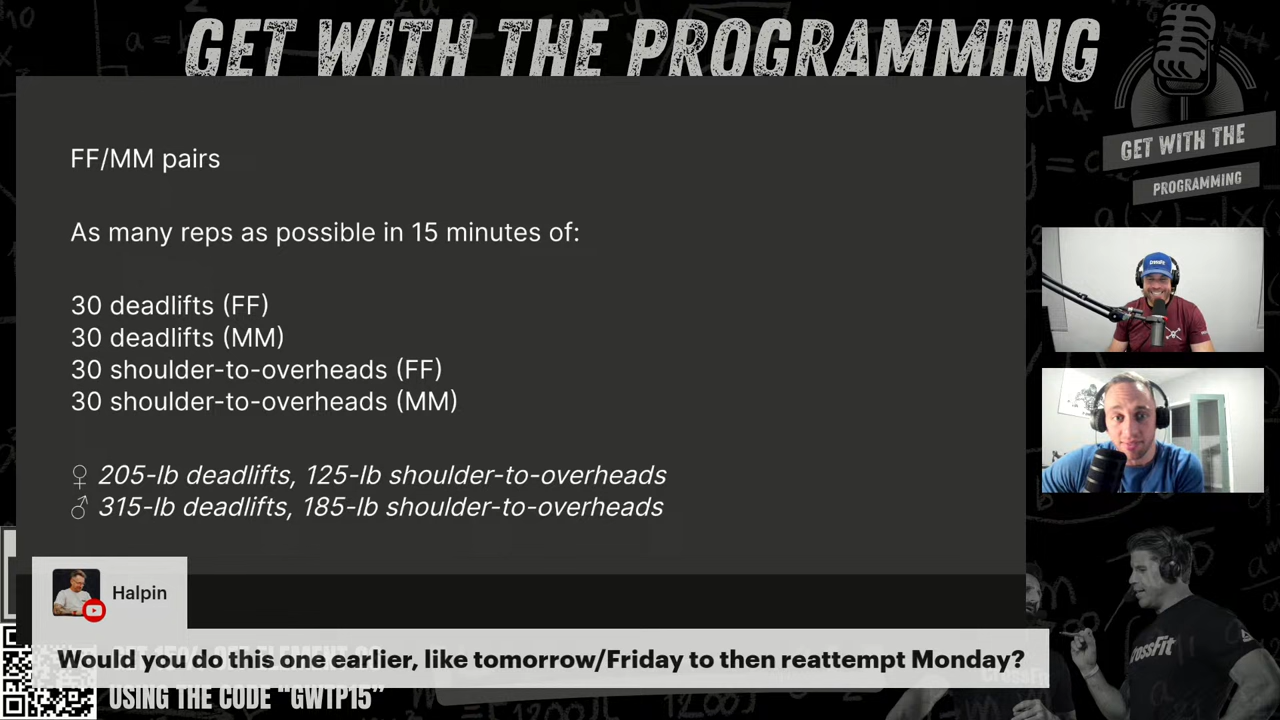 GET WITH THE PROGRAMMING
GET WITH THE
PROGRAMMING
FF/MM pairs
As many reps as possible in 15 minutes of:
30 deadlifts (FF)
30 deadlifts (MM)
30 shoulder-to-overheads (FF)
30 shoulder-to-overheads (MM)
♀ 205-lb deadlifts, 125-lb shoulder-to-overheads
♂ 315-lb deadlifts, 185-lb shoulder-to-overheads
Halpin
Would you do this one earlier, like tomorrow/Friday to then reattempt Monday?
USING THE CODE "GWTP15"
CrossFit